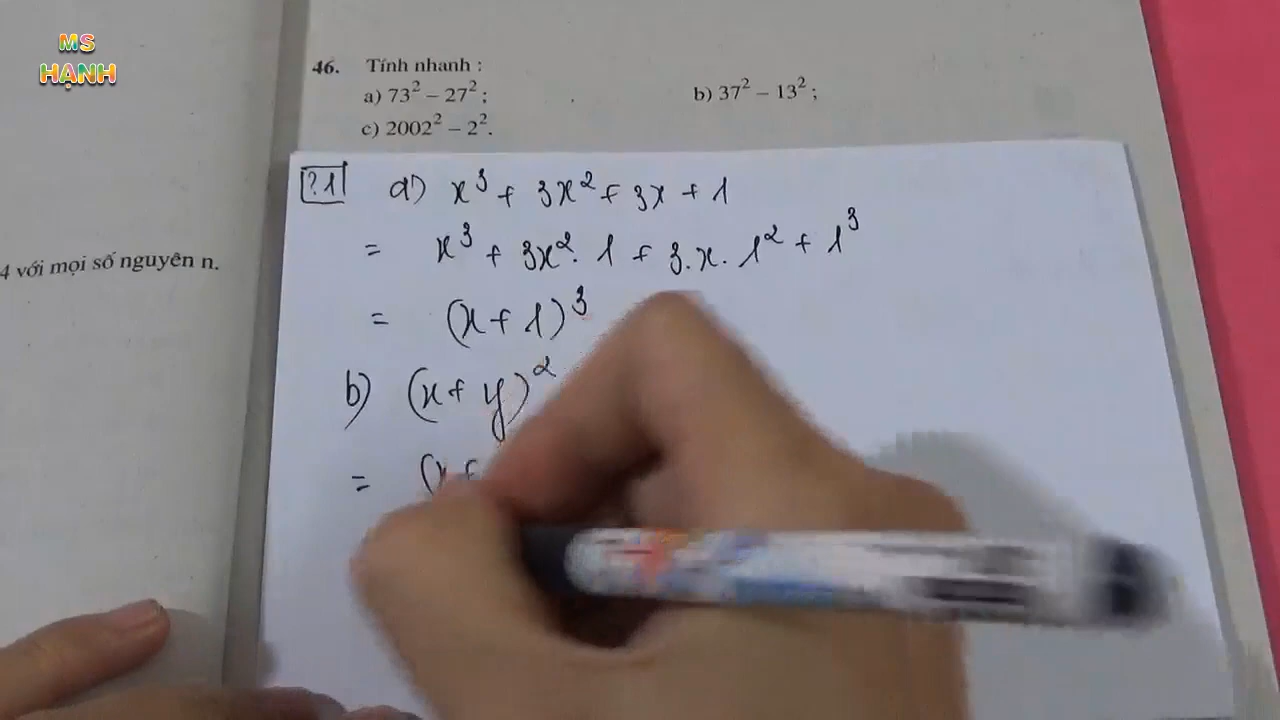 MS
HẠNH
46. Tính nhanh :
a) 73² – 27² ;
b) 37² – 13² ;
c) 2002² – 2².
4 với mọi số nguyên n.
?1 a) x³ + 3x² + 3x + 1
= x³ + 3x² . 1 + 3.x. 1² + 1³
= (x + 1)³
b) (x + y)²
= (x +